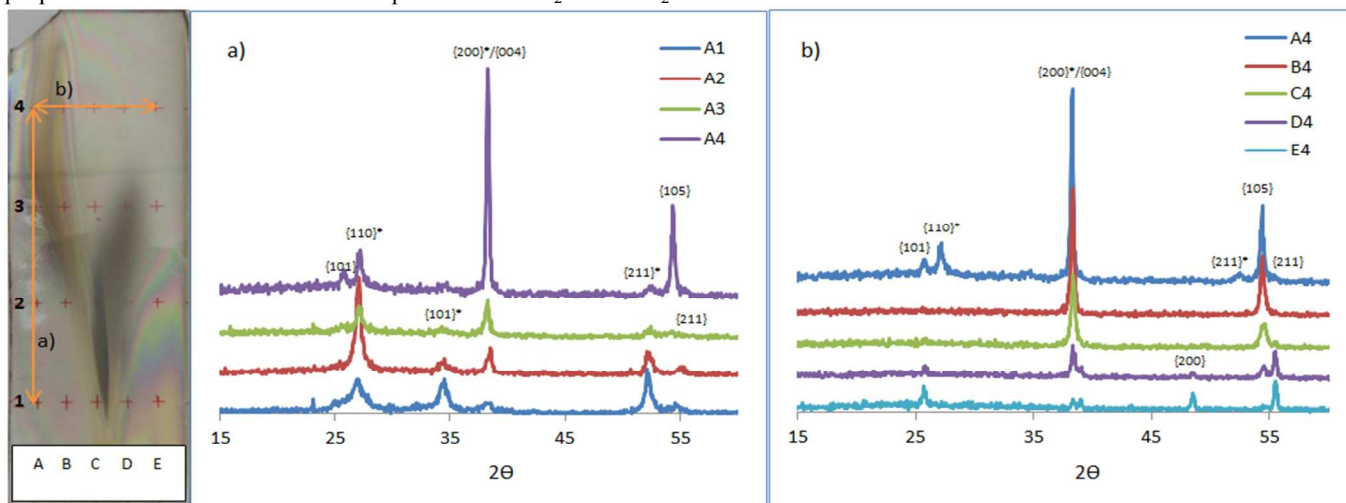 a)
{200}*/{004}
A1
A2
A3
A4
{110}*
{101}
{101}*
{211}*
{105}
{211}
15 25 35 45 55
2Θ
b)
{200}*/{004}
A4
B4
C4
D4
E4
{101}
{110}*
{200}
{211}*
{105}
{211}
15 25 35 45 55
2Θ
4
b)
3
2
a)
1
A B C D E